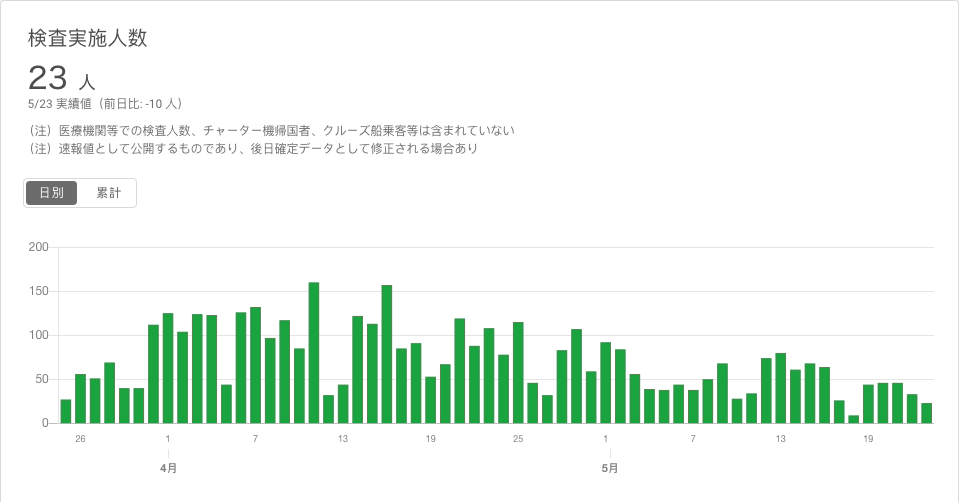 検査実施人数
23 人
5/23 実績値（前日比: -10 人）
（注）医療機関等での検査人数、チャーター機帰国者、クルーズ船乗客等は含まれていない
（注）速報値として公開するものであり、後日確定データとして修正される場合あり
日別 累計
200
150
100
50
0
26 1 7 13 19 25 1 7 13 19
4月 5月